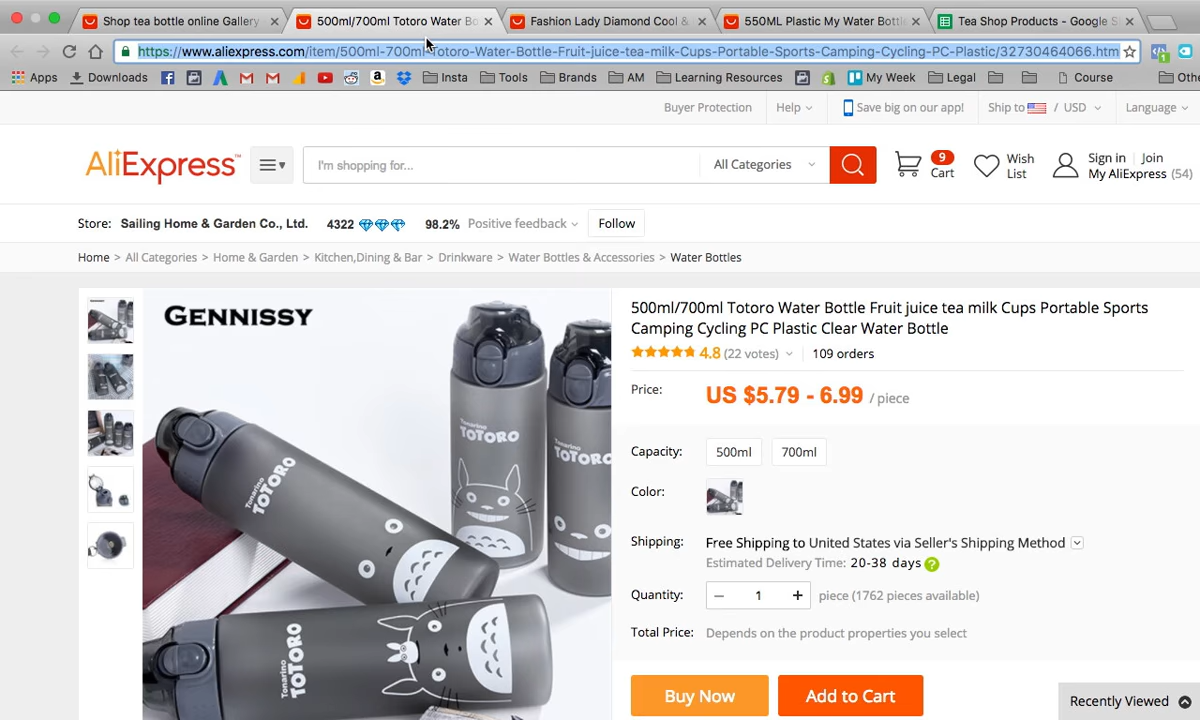 Shop tea bottle online Gallery
500ml/700ml Totoro Water Bo
Fashion Lady Diamond Cool &
550ML Plastic My Water Bottle
Tea Shop Products - Google S
https://www.aliexpress.com/item/500ml-700ml-Totoro-Water-Bottle-Fruit-juice-tea-milk-Cups-Portable-Sports-Camping-Cycling-PC-Plastic/32730464066.htm
Apps Downloads Insta Tools Brands AM Learning Resources My Week Legal Course Othe
Buyer Protection Help Save big on our app! Ship to / USD Language
AliExpress™
I'm shopping for...
All Categories
9
Cart
Wish
List
Sign in Join
My AliExpress (54)
Store: Sailing Home & Garden Co., Ltd. 4322 98.2% Positive feedback Follow
Home > All Categories > Home & Garden > Kitchen,Dining & Bar > Drinkware > Water Bottles & Accessories > Water Bottles
GENNISSY
Tonarino
TOTORO
Tonarino
TOTORO
Tonarino
TOTORO
Tonarino
TOTORO
500ml/700ml Totoro Water Bottle Fruit juice tea milk Cups Portable Sports
Camping Cycling PC Plastic Clear Water Bottle
4.8 (22 votes) 109 orders
Price: US $5.79 - 6.99 / piece
Capacity: 500ml 700ml
Color:
Shipping: Free Shipping to United States via Seller's Shipping Method
Estimated Delivery Time: 20-38 days ?
Quantity: − 1 + piece (1762 pieces available)
Total Price: Depends on the product properties you select
Buy Now Add to Cart
Recently Viewed